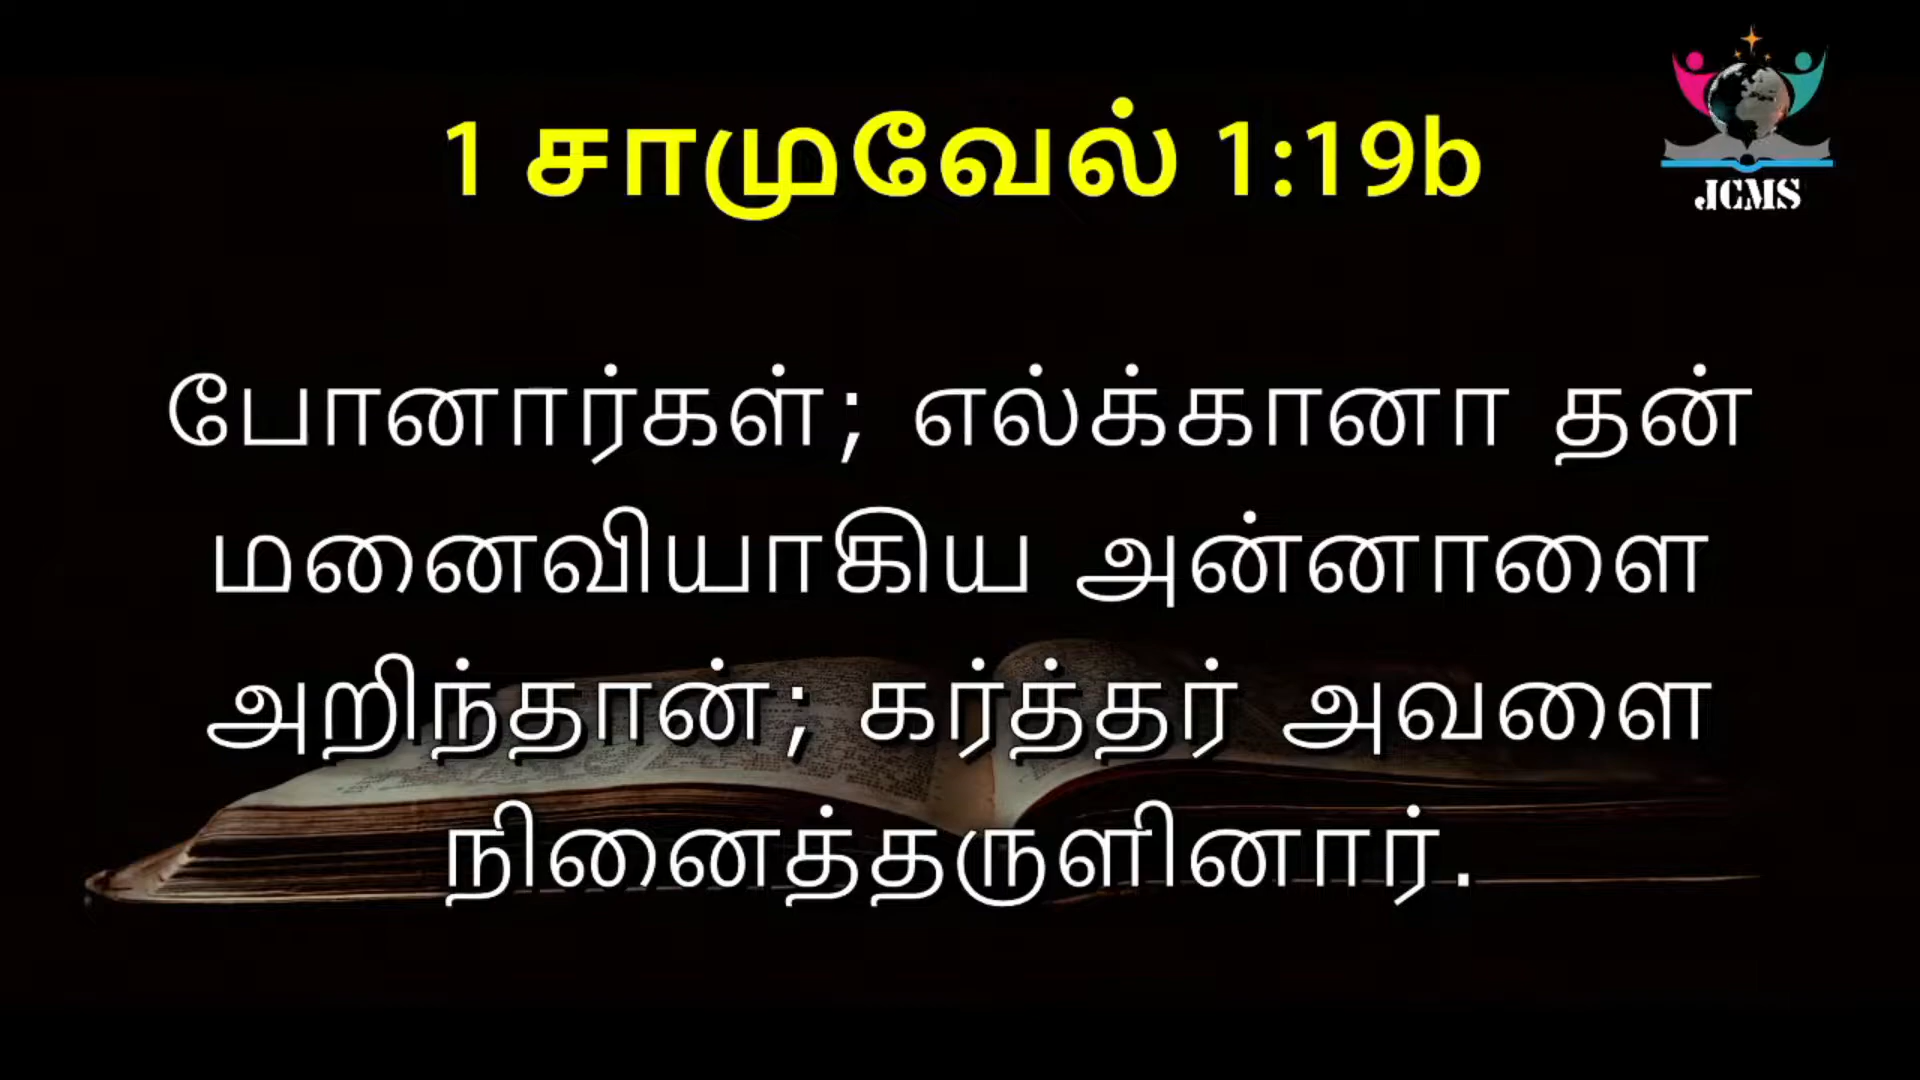 1 சாமுவேல் 1:19b
JCMS
போனார்கள்; எல்க்கானா தன்
மனைவியாகிய அன்னாளை
அறிந்தான்; கர்த்தர் அவளை
நினைத்தருளினார்.